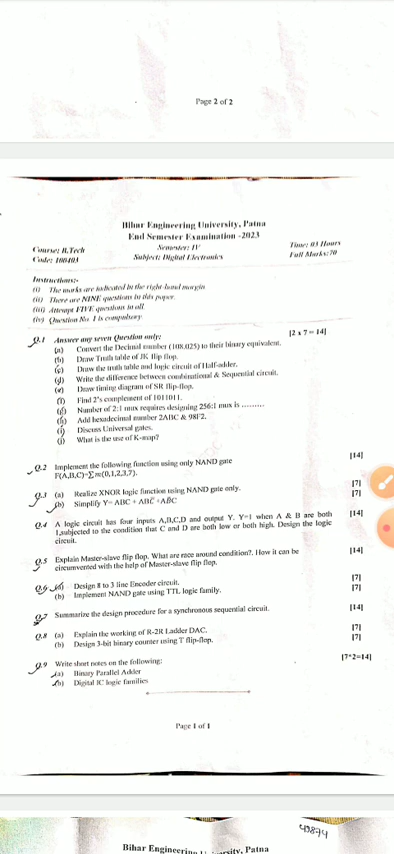 Page 2 of 2
Bihar Engineering University, Patna
End Semester Examination -2023
Course: B.Tech
Semester: IV
Time: 03 Hours
Code: 100403
Subject: Digital Electronics
Full Marks: 70
Instructions:-
(i) The marks are indicated in the right-hand margin.
(ii) There are NINE questions in this paper.
(iii) Attempt FIVE questions in all.
(iv) Question No. 1 is compulsory.
Q.1 Answer any seven Question only: [2 x 7 = 14]
(a) Convert the Decimal number (108.025) to their binary equivalent.
(b) Draw Truth table of JK flip flop.
(c) Draw the truth table and logic circuit of Half-adder.
(d) Write the difference between combinational & Sequential circuit.
(e) Draw timing diagram of SR flip-flop.
(f) Find 2's complement of 1011011.
(g) Number of 2:1 mux requires designing 256:1 mux is .........
(h) Add hexadecimal number 2ABC & 98F2.
(i) Discuss Universal gates.
(j) What is the use of K-map?
Q.2 Implement the following function using only NAND gate [14]
F(A,B,C)=∑m(0,1,2,3,7).
Q.3 (a) Realize XNOR logic function using NAND gate only. [7]
(b) Simplify Y= [7]
Q.4 A logic circuit has four inputs A,B,C,D and output Y. Y=1 when A & B are both [14]
1,subjected to the condition that C and D are both low or both high. Design the logic
circuit.
Q.5 Explain Master-slave flip flop. What are race around condition?. How it can be [14]
circumvented with the help of Master-slave flip flop.
Q.6 (a) Design 8 to 3 line Encoder circuit. [7]
(b) Implement NAND gate using TTL logic family. [7]
Q.7 Summarize the design procedure for a synchronous sequential circuit. [14]
Q.8 (a) Explain the working of R-2R Ladder DAC. [7]
(b) Design 3-bit binary counter using T flip-flop. [7]
Q.9 Write short notes on the following: [7*2=14]
(a) Binary Parallel Adder
(b) Digital IC logic families
Page 1 of 1
Bihar Engineering Patna